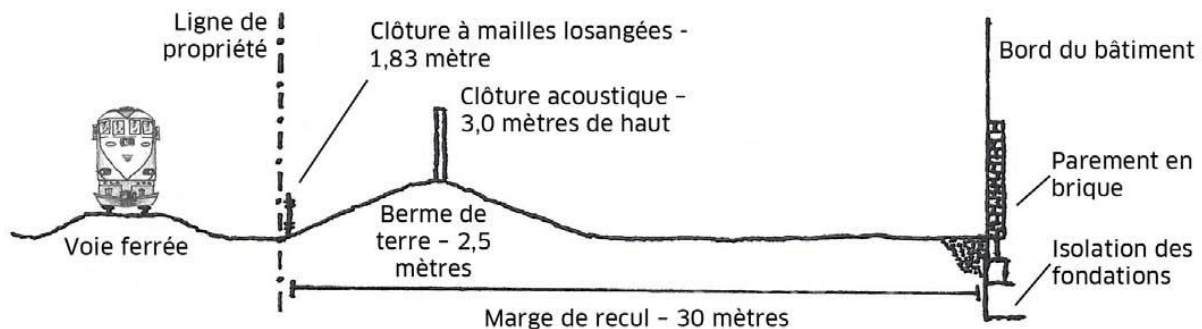 Ligne de
propriété
Clôture à mailles losangées -
1,83 mètre
Bord du bâtiment
Clôture acoustique –
3,0 mètres de haut
Parement en
brique
Berme de
terre – 2,5
mètres
Voie ferrée
Isolation des
fondations
Marge de recul – 30 mètres